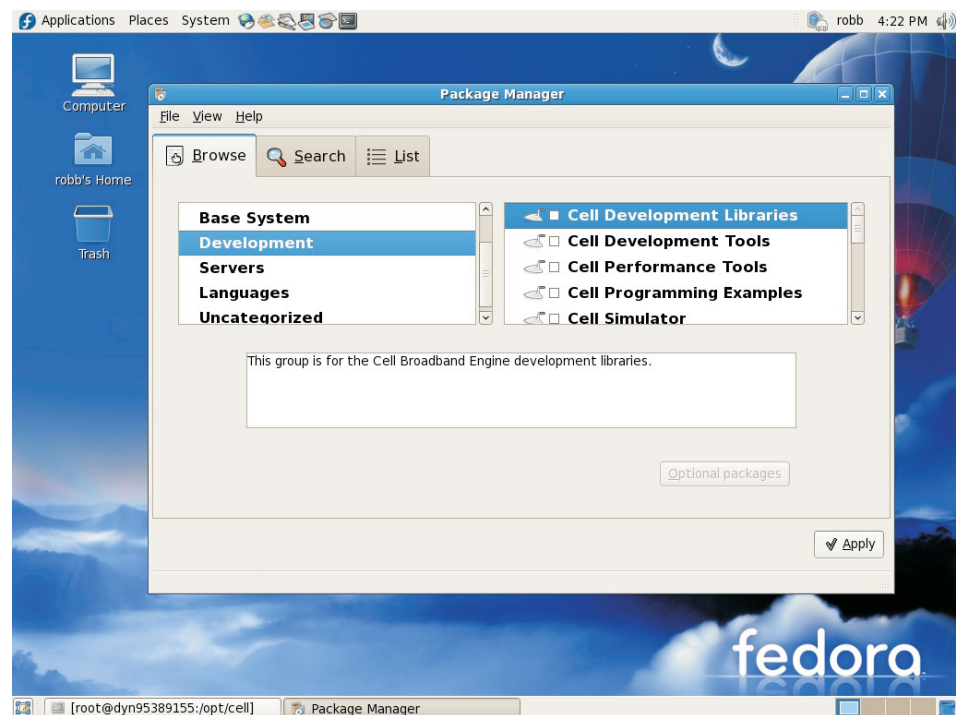 Applications Places System robb 4:22 PM
Computer
robb's Home
Trash
Package Manager
File View Help
Browse Search List
Base System
Development
Servers
Languages
Uncategorized
Cell Development Libraries
Cell Development Tools
Cell Performance Tools
Cell Programming Examples
Cell Simulator
This group is for the Cell Broadband Engine development libraries.
Optional packages
Apply
fedora
[root@dyn95389155:/opt/cell] Package Manager